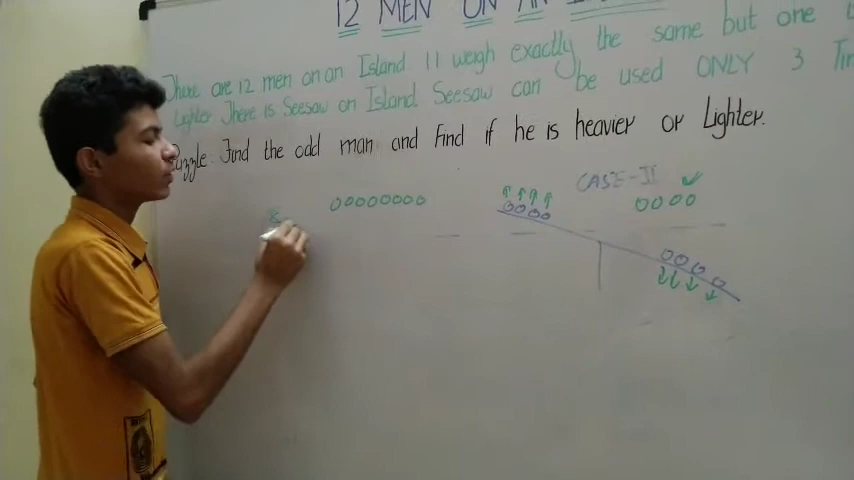 12 MEN ON AN
There are 12 men on an Island 11 weigh exactly the same but one
Lighter There is Seesaw on Island Seesaw can be used ONLY 3
Puzzle: Find the odd man and Find if he is heavier or Lighter.
CASE-II